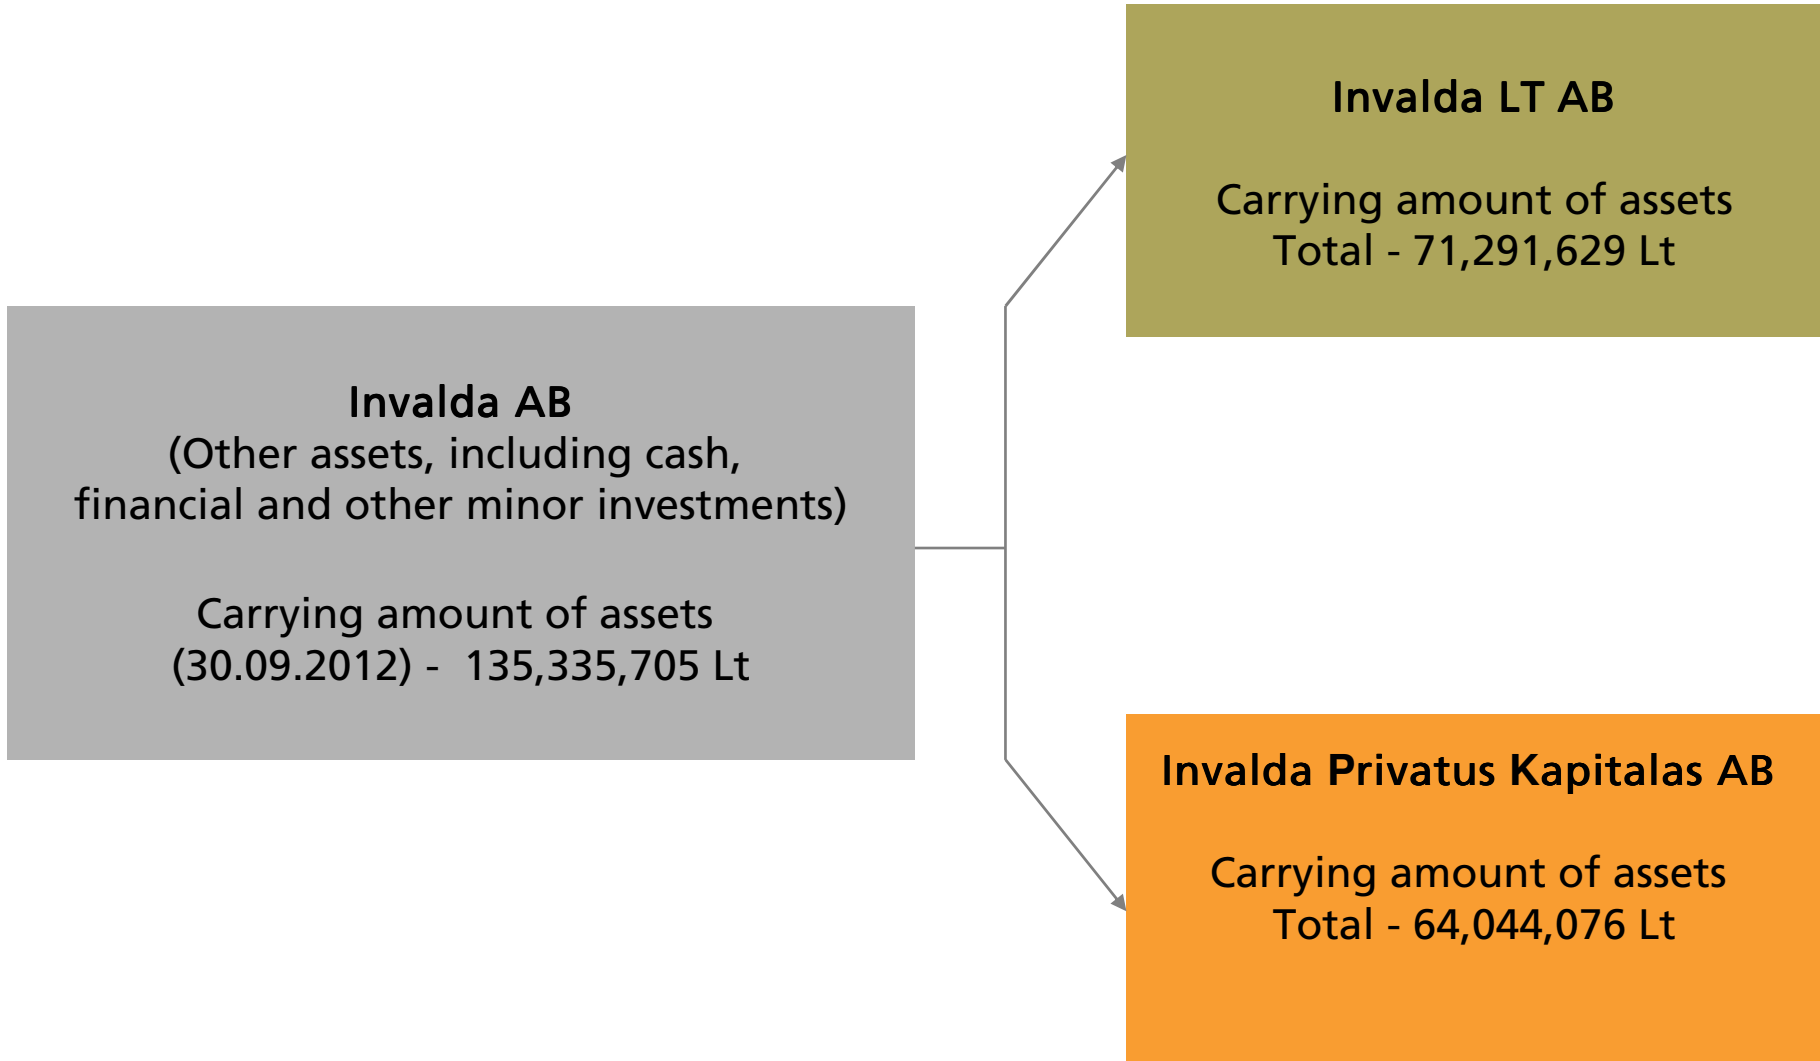 Invalda AB
(Other assets, including cash,
financial and other minor investments)
Carrying amount of assets
(30.09.2012) - 135,335,705 Lt
Invalda LT AB
Carrying amount of assets
Total - 71,291,629 Lt
Invalda Privatus Kapitalas AB
Carrying amount of assets
Total - 64,044,076 Lt